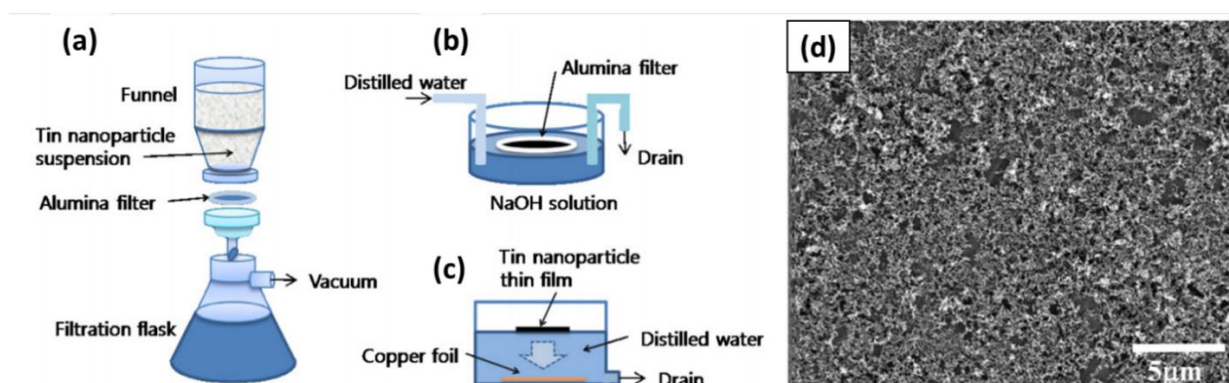 (a)
Funnel
Tin nanoparticle
suspension
Alumina filter
Vacuum
Filtration flask
(b)
Distilled water
Alumina filter
Drain
NaOH solution
(c)
Tin nanoparticle
thin film
Distilled water
Copper foil
Drain
(d)
5μm